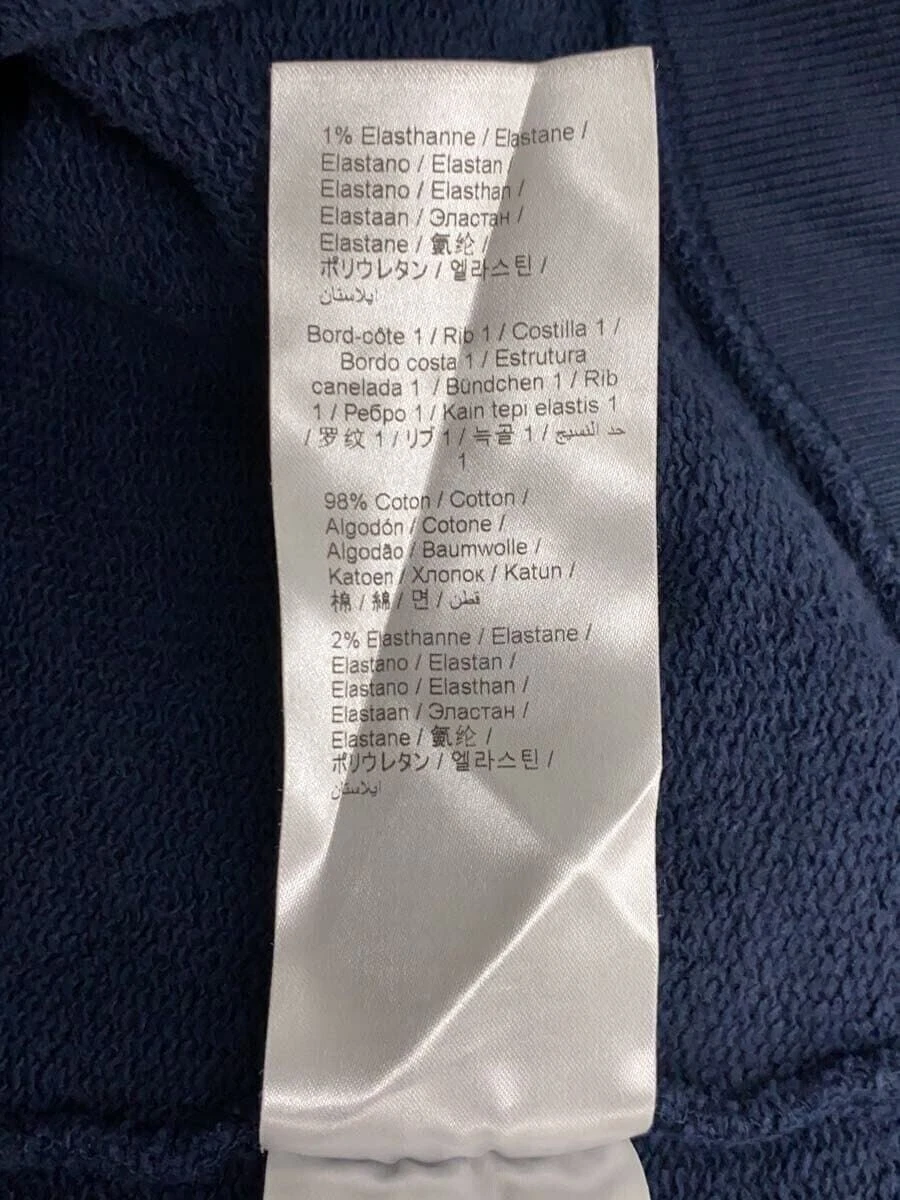 1% Elasthanne / Elastane /
Elastano / Elastan /
Elastano / Elasthan /
Elastaan / Эластан /
Elastane / 氨纶 /
ポリウレタン / 엘라스틴 /
ايلاستان
Bord-côte 1 / Rib 1 / Costilla 1 /
Bordo costa 1 / Estrutura
canelada 1 / Bündchen 1 / Rib
1 / Ребро 1 / Kain tepi elastis 1
/ 罗纹 1 / リブ 1 / 늑골 1 / حد النسيج
1
98% Coton / Cotton /
Algodón / Cotone /
Algodão / Baumwolle /
Katoen / Хлопок / Katun /
棉 / 綿 / 면 / قطن
2% Elasthanne / Elastane /
Elastano / Elastan /
Elastano / Elasthan /
Elastaan / Эластан /
Elastane / 氨纶 /
ポリウレタン / 엘라스틴 /
ايلاستان